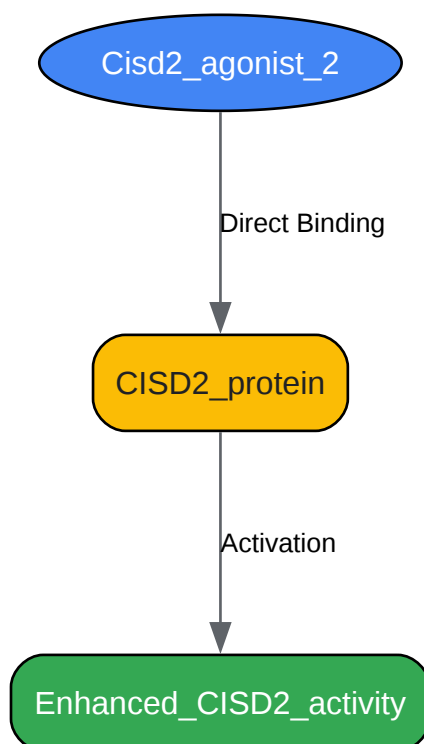 Cisd2_agonist_2
Direct Binding
CISD2_protein
Activation
Enhanced_CISD2_activity